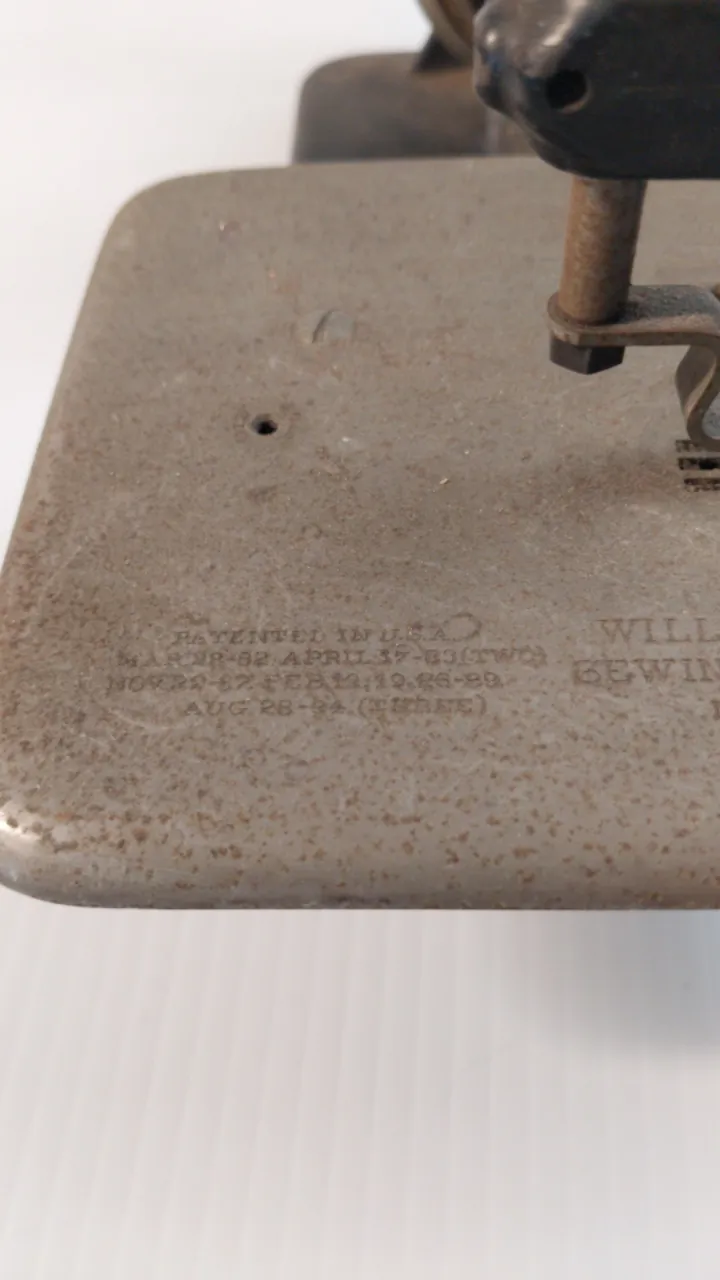 PATENTED IN U.S.A
MAR 28-82 APRIL 17-83 (TWO)
NOV. 22-87 FEB 12, 19, 26-89
AUG 28-94 (THREE)
WILL
SEWIN